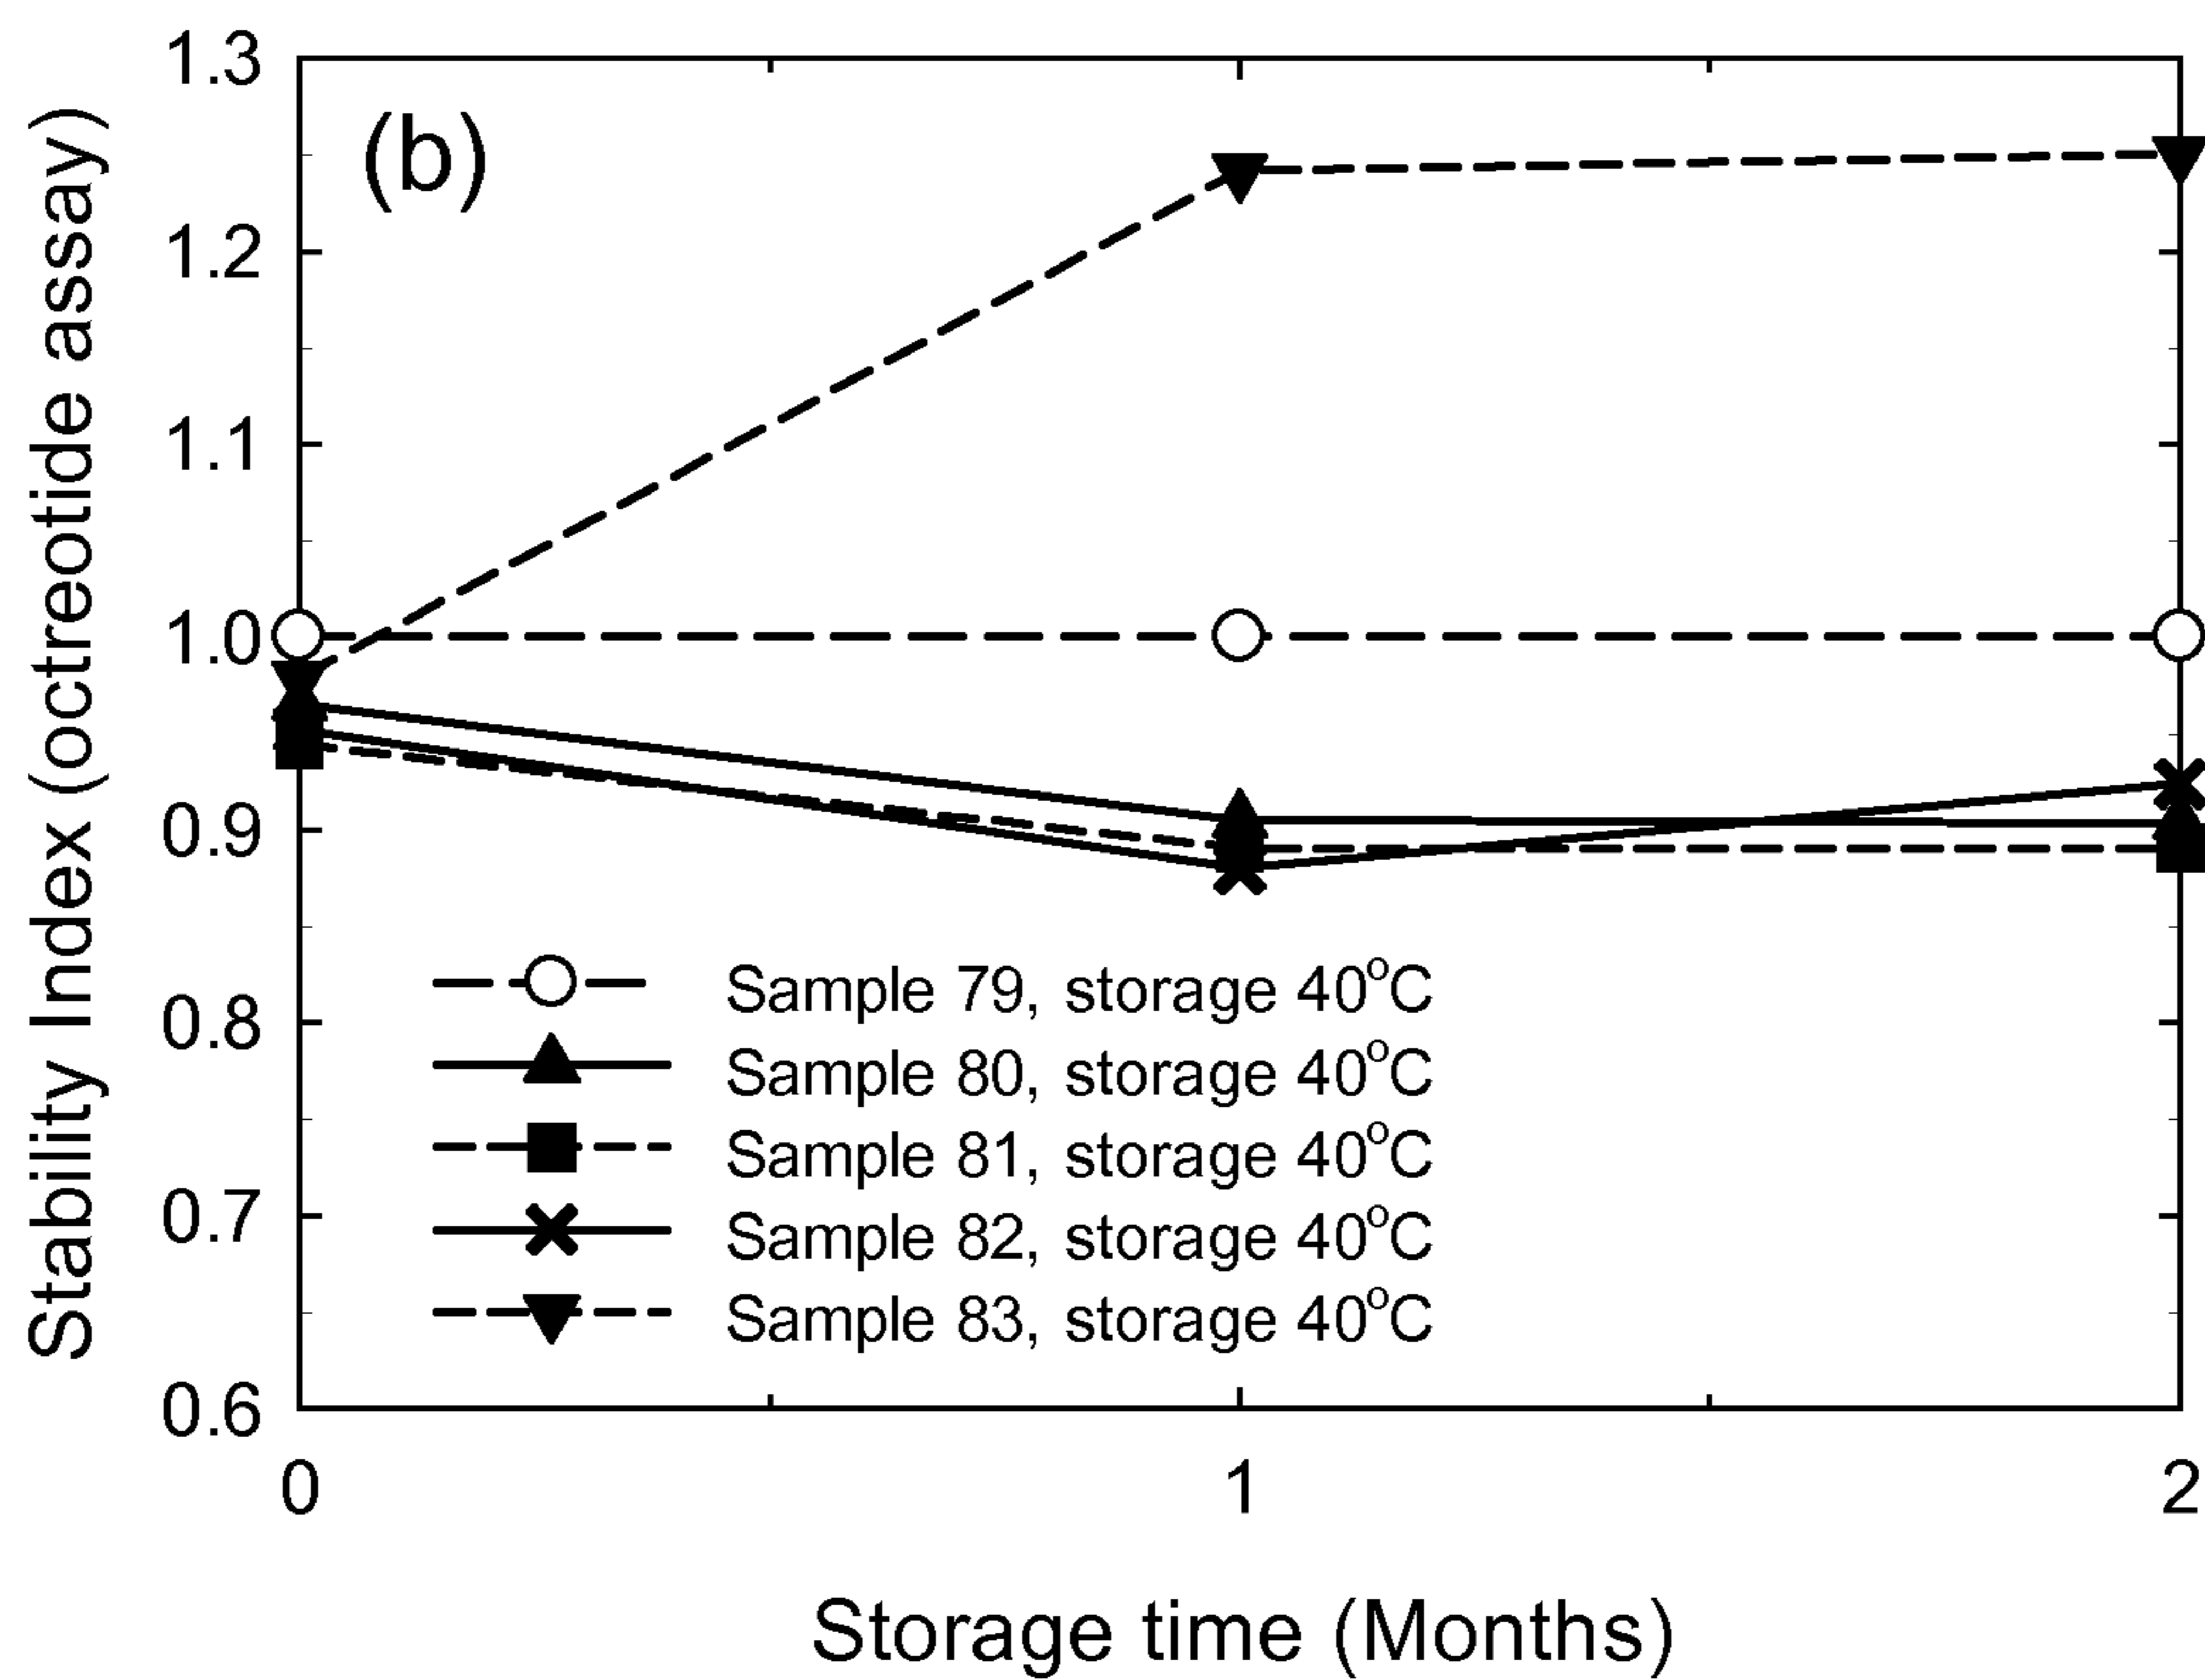 (b)
Stability Index (octreotide assay)
1.3
1.2
1.1
1.0
0.9
0.8
0.7
0.6
Sample 79, storage 40°C
Sample 80, storage 40°C
Sample 81, storage 40°C
Sample 82, storage 40°C
Sample 83, storage 40°C
0 1 2
Storage time (Months)